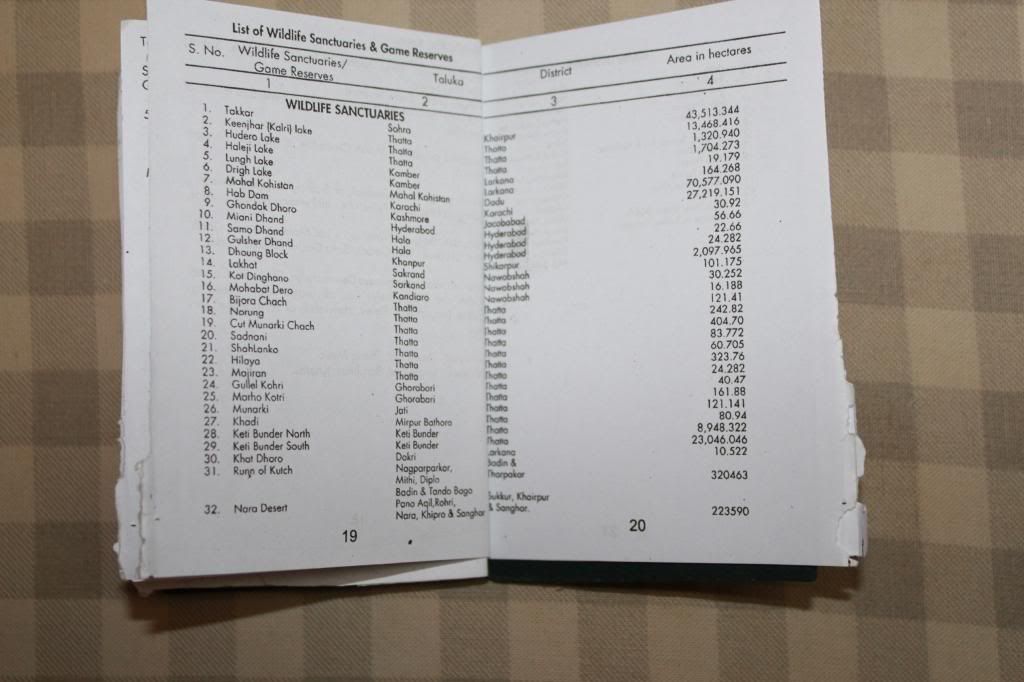 List of Wildlife Sanctuaries & Game Reserves
S. No. Wildlife Sanctuaries/ Taluka District Area in hectares
Game Reserves
1 2 3 4
WILDLIFE SANCTUARIES
1. Takkar Sohra Khairpur 43,513.344
2. Keenjhar (Kalri) lake Thatta Thatta 13,468.416
3. Hudero Lake Thatta Thatta 1,320.940
4. Haleji Lake Thatta Thatta 1,704.273
5. Lungh Lake Kamber Larkana 19.179
6. Drigh Lake Kamber Larkana 164.268
7. Mahal Kohistan Mahal Kohistan Dadu 70,577.090
8. Hab Dam Karachi Karachi 27,219.151
9. Ghondak Dhoro Kashmore Jacobabad 30.92
10. Miani Dhand Hyderabad Hyderabad 56.66
11. Samo Dhand Hala Hyderabad 22.66
12. Gulsher Dhand Hala Hyderabad 24.282
13. Dhoung Block Khanpur Shikarpur 2,097.965
14. Lakhat Sakrand Nawabshah 101.175
15. Kot Dinghano Sarkand Nawabshah 30.252
16. Mohabat Dero Kandiaro Nawabshah 16.188
17. Bijora Chach Thatta Thatta 121.41
18. Norung Thatta Thatta 242.82
19. Cut Munarki Chach Thatta Thatta 404.70
20. Sadnani Thatta Thatta 83.772
21. Shahlanko Thatta Thatta 60.705
22. Hilaya Thatta Thatta 323.76
23. Majiran Thatta Thatta 24.282
24. Gullel Kohri Ghorabari Thatta 40.47
25. Marho Kotri Ghorabari Thatta 161.88
26. Munarki Jati Thatta 121.141
27. Khadi Mirpur Bathoro Thatta 80.94
28. Keti Bunder North Keti Bunder Thatta 8,948.322
29. Keti Bunder South Keti Bunder Thatta 23,046.046
30. Khat Dhoro Dokri arkana 10.522
31. Runn of Kutch Nagparparkar, Badin &
Mithi, Diplo Tharpakar 320463
Badin & Tando Bago
32. Nara Desert Pano Aqil,Rohri, Sukkur, Khairpur
Nara, Khipro & Sanghar & Sanghar. 223590
19
20